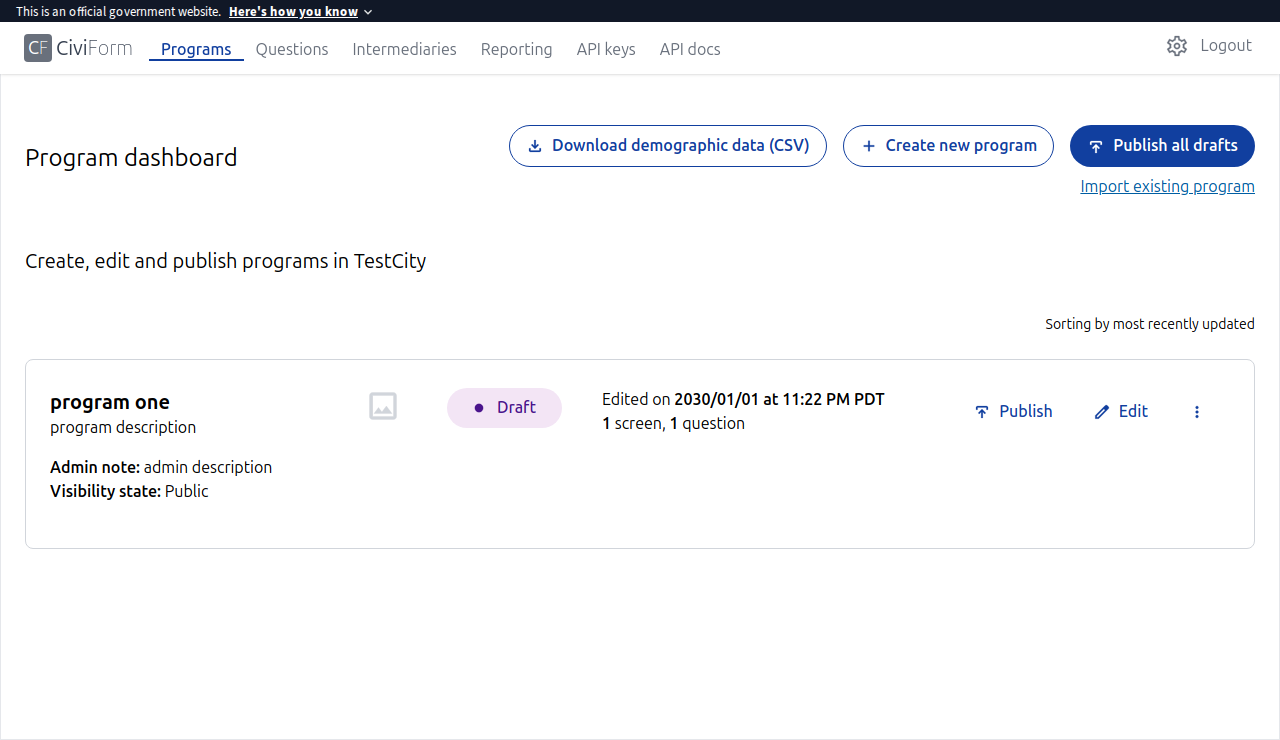 This is an official government website. Here's how you know
CF CiviForm Programs Questions Intermediaries Reporting API keys API docs Logout
Program dashboard
Download demographic data (CSV) Create new program Publish all drafts
Import existing program
Create, edit and publish programs in TestCity
Sorting by most recently updated
program one
program description
Admin note: admin description
Visibility state: Public
Draft
Edited on 2030/01/01 at 11:22 PM PDT
1 screen, 1 question
Publish Edit